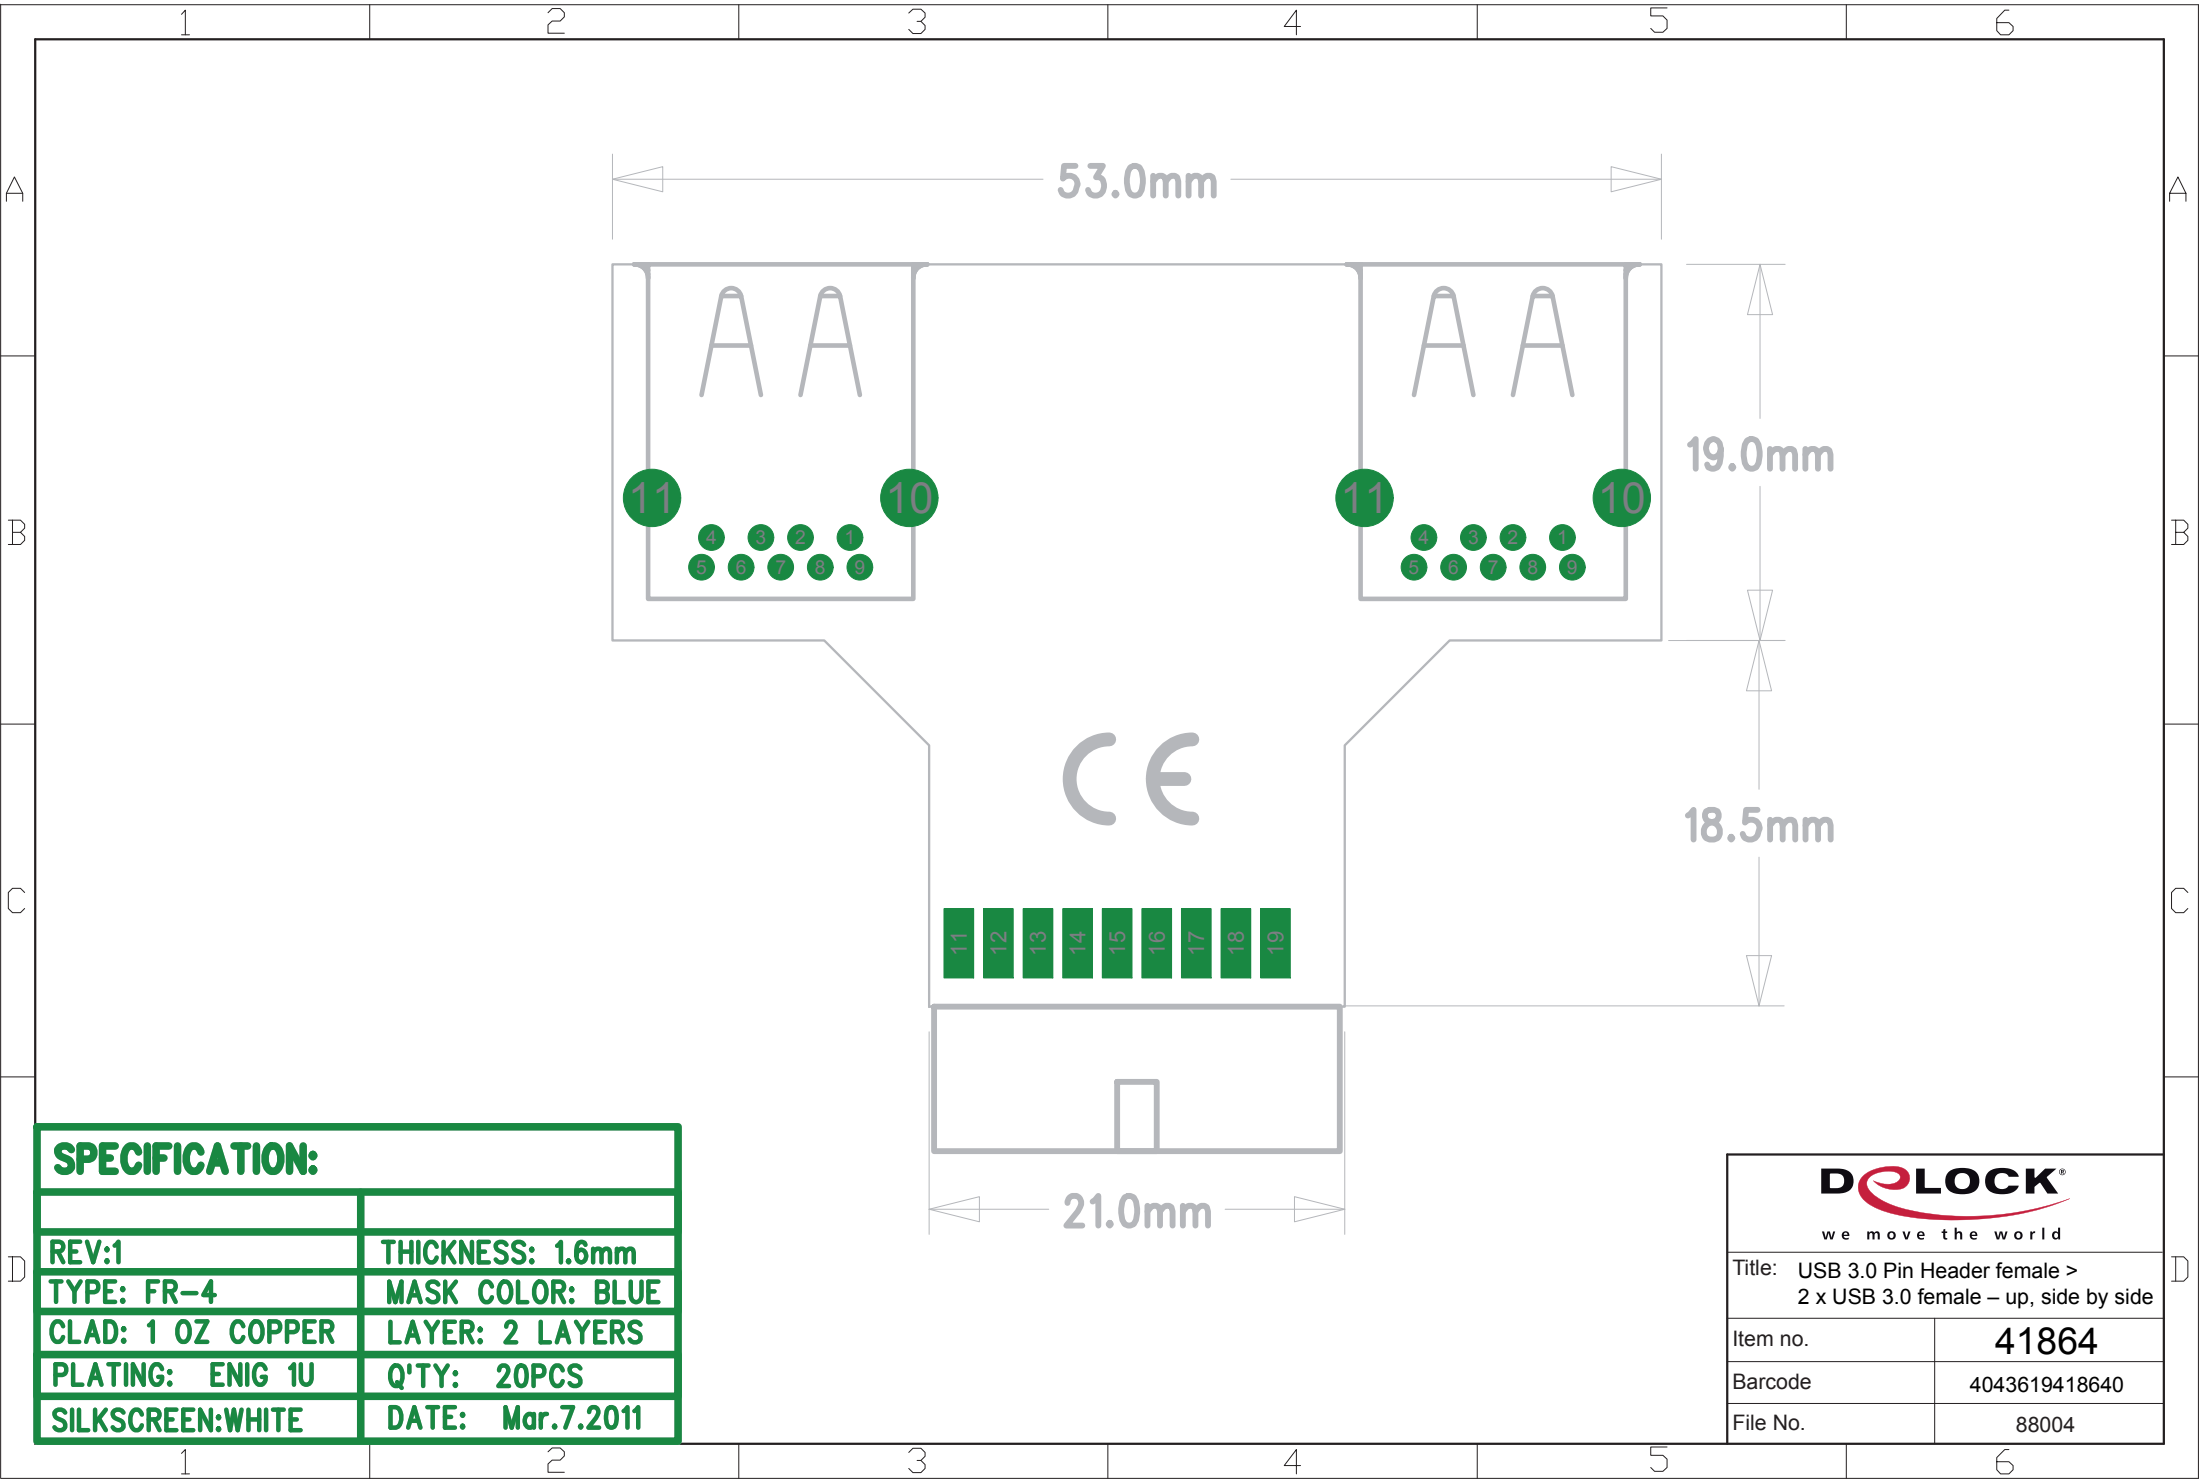 1 2 3 4 5 6
A A
53.0mm
AA AA
19.0mm
11 10 11 10
4 3 2 1 4 3 2 1
B B
5 6 7 8 9 5 6 7 8 9
CE
18.5mm
C C
11 12 13 14 15 16 17 18 19
21.0mm
D D
SPECIFICATION:
REV:1 THICKNESS: 1.6mm
TYPE: FR-4 MASK COLOR: BLUE
CLAD: 1 OZ COPPER LAYER: 2 LAYERS
PLATING: ENIG 1U Q'TY: 20PCS
SILKSCREEN:WHITE DATE: Mar.7.2011
DeLOCK®
we move the world
Title: USB 3.0 Pin Header female >
2 x USB 3.0 female – up, side by side
Item no. 41864
Barcode 4043619418640
File No. 88004
1 2 3 4 5 6